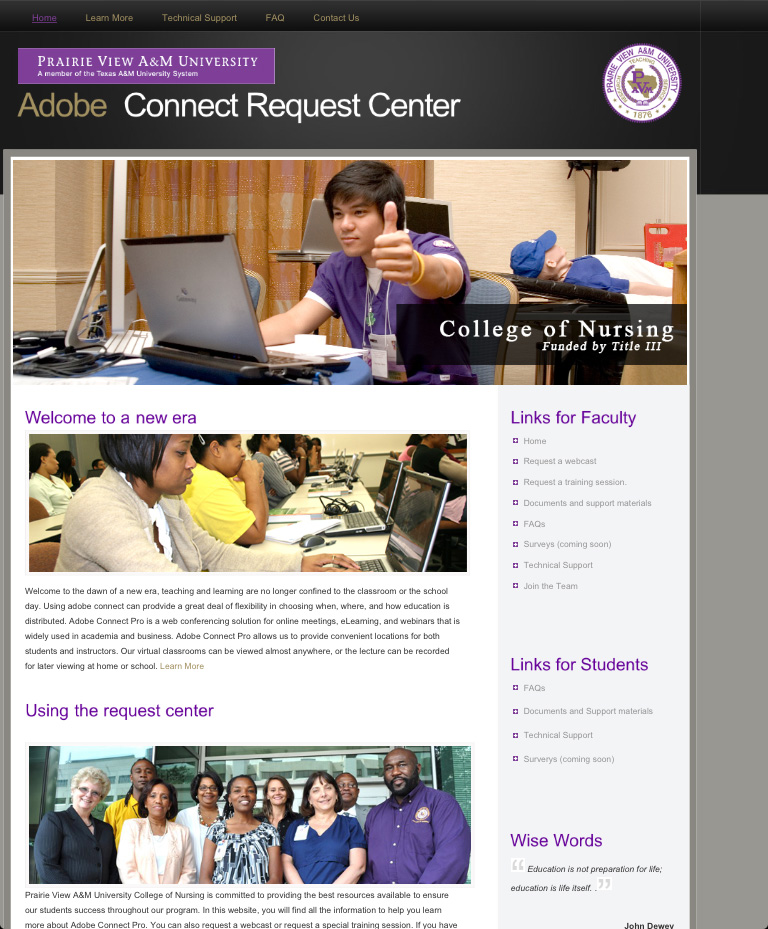 Home Learn More Technical Support FAQ Contact Us
PRAIRIE VIEW A&M UNIVERSITY
A member of the Texas A&M University System
Adobe Connect Request Center
PRAIRIE VIEW A&M UNIVERSITY
TEACHING
RESEARCH
SERVICE
PVAM
1876
College of Nursing
Funded by Title III
Welcome to a new era
Welcome to the dawn of a new era, teaching and learning are no longer confined to the classroom or the school
day. Using adobe connect can prodvide a great deal of flexibility in choosing when, where, and how education is
distributed. Adobe Connect Pro is a web conferencing solution for online meetings, eLearning, and webinars that is
widely used in academia and business. Adobe Connect Pro allows us to provide convenient locations for both
students and instructors. Our virtual classrooms can be viewed almost anywhere, or the lecture can be recorded
for later viewing at home or school. Learn More
Using the request center
Prairie View A&M University College of Nursing is committed to providing the best resources available to ensure
our students success throughout our program. In this website, you will find all the information to help you learn
more about Adobe Connect Pro. You can also request a webcast or request a special training session. If you have
Links for Faculty
Home
Request a webcast
Request a training session.
Documents and support materials
FAQs
Surveys (coming soon)
Technical Support
Join the Team
Links for Students
FAQs
Documents and Support materials
Technical Support
Surverys (coming soon)
Wise Words
“ Education is not preparation for life;
education is life itself. . ”
John Dewey